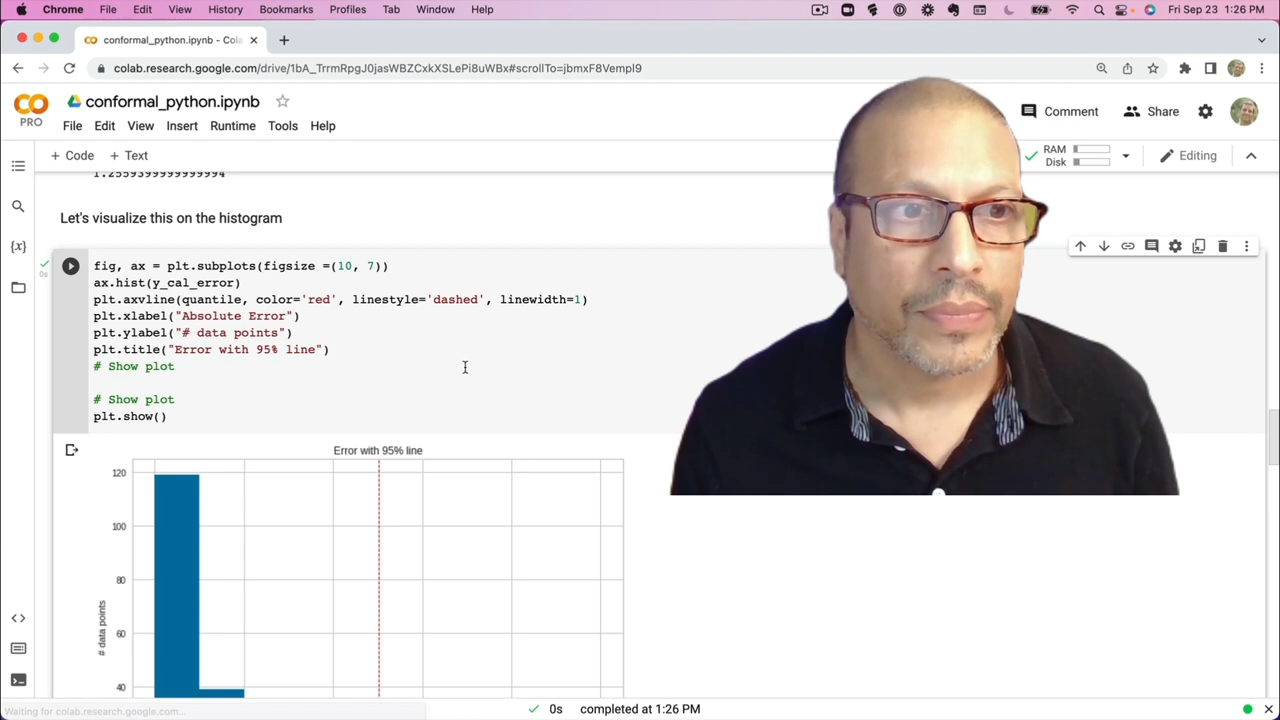 Chrome File Edit View History Bookmarks Profiles Tab Window Help Fri Sep 23 1:26 PM
conformal_python.ipynb - Cola
colab.research.google.com/drive/1bA_TrrmRpgJ0jasWBZCxkXSLePi8uWBx#scrollTo=jbmxF8Vempl9
conformal_python.ipynb
PRO
Comment Share
File Edit View Insert Runtime Tools Help
+ Code + Text
RAM
Disk
Editing
1.2559399999999994
Let's visualize this on the histogram
0s
fig, ax = plt.subplots(figsize =(10, 7))
ax.hist(y_cal_error)
plt.axvline(quantile, color='red', linestyle='dashed', linewidth=1)
plt.xlabel("Absolute Error")
plt.ylabel("# data points")
plt.title("Error with 95% line")
# Show plot
# Show plot
plt.show()
Error with 95% line
120
100
80
60
40
# data points
Waiting for colab.research.google.com...
0s completed at 1:26 PM